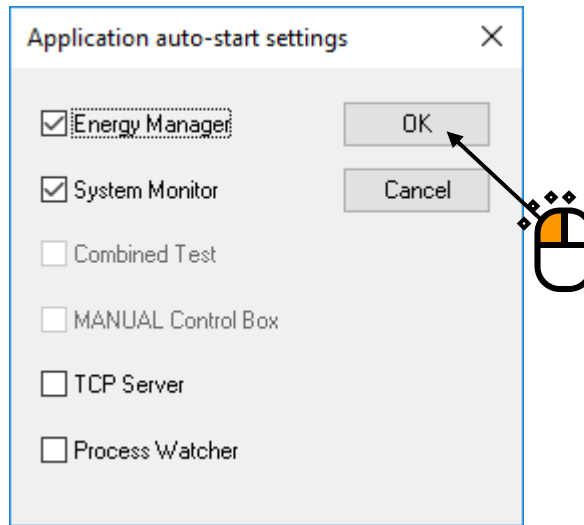 Application auto-start settings
Energy Manager
OK
System Monitor
Cancel
Combined Test
MANUAL Control Box
TCP Server
Process Watcher